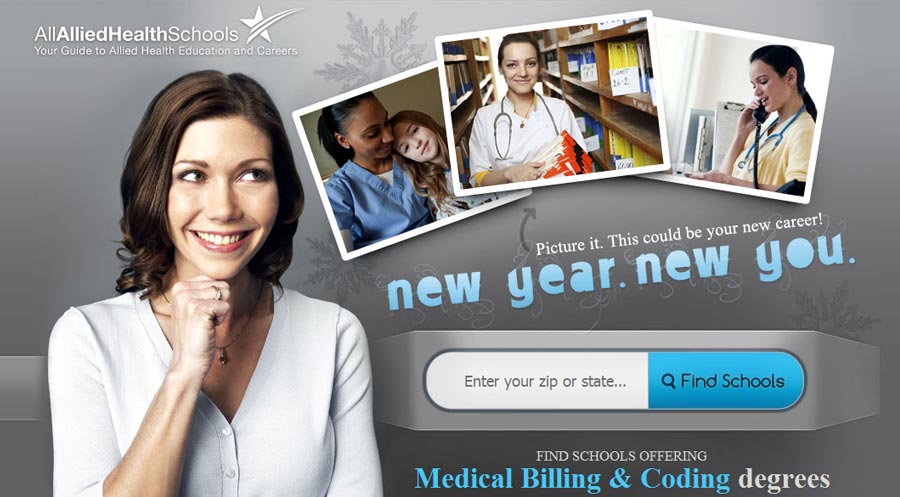 AllAlliedHealthSchools
Your Guide to Allied Health Education and Careers
Picture it. This could be your new career!
new year. new you.
Enter your zip or state...
Find Schools
FIND SCHOOLS OFFERING
Medical Billing & Coding degrees